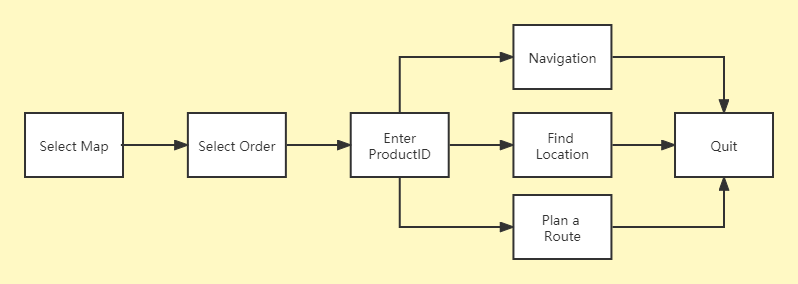 Navigation
Select Map
Select Order
Enter
ProductID
Find
Location
Quit
Plan a
Route